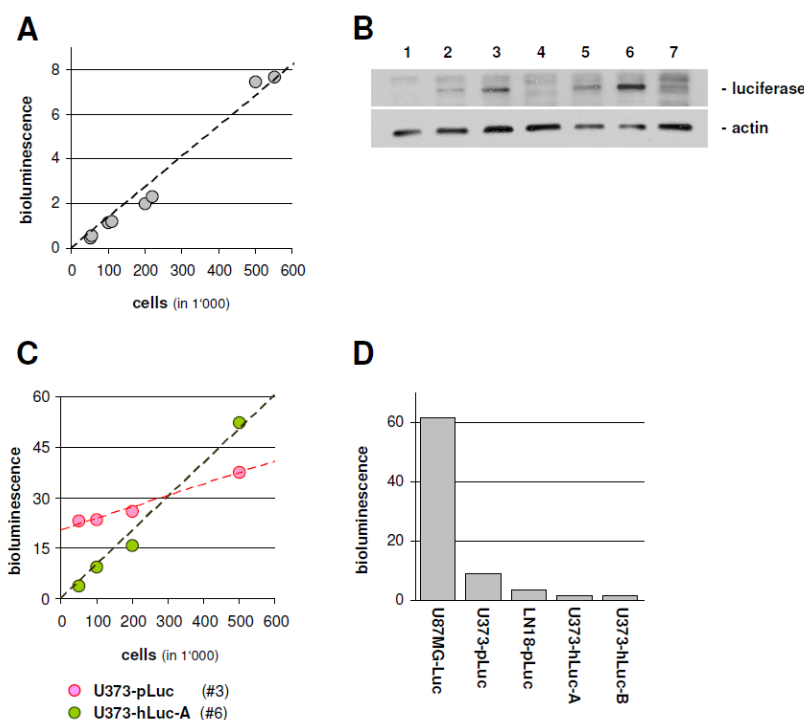 A
bioluminescence
8
6
4
2
0
0 100 200 300 400 500 600
cells (in 1'000)
B
1 2 3 4 5 6 7
- luciferase
- actin
C
bioluminescence
60
45
30
15
0
0 100 200 300 400 500 600
cells (in 1'000)
U373-pLuc (#3)
U373-hLuc-A (#6)
D
bioluminescence
60
40
20
0
U87MG-Luc
U373-pLuc
LN18-pLuc
U373-hLuc-A
U373-hLuc-B